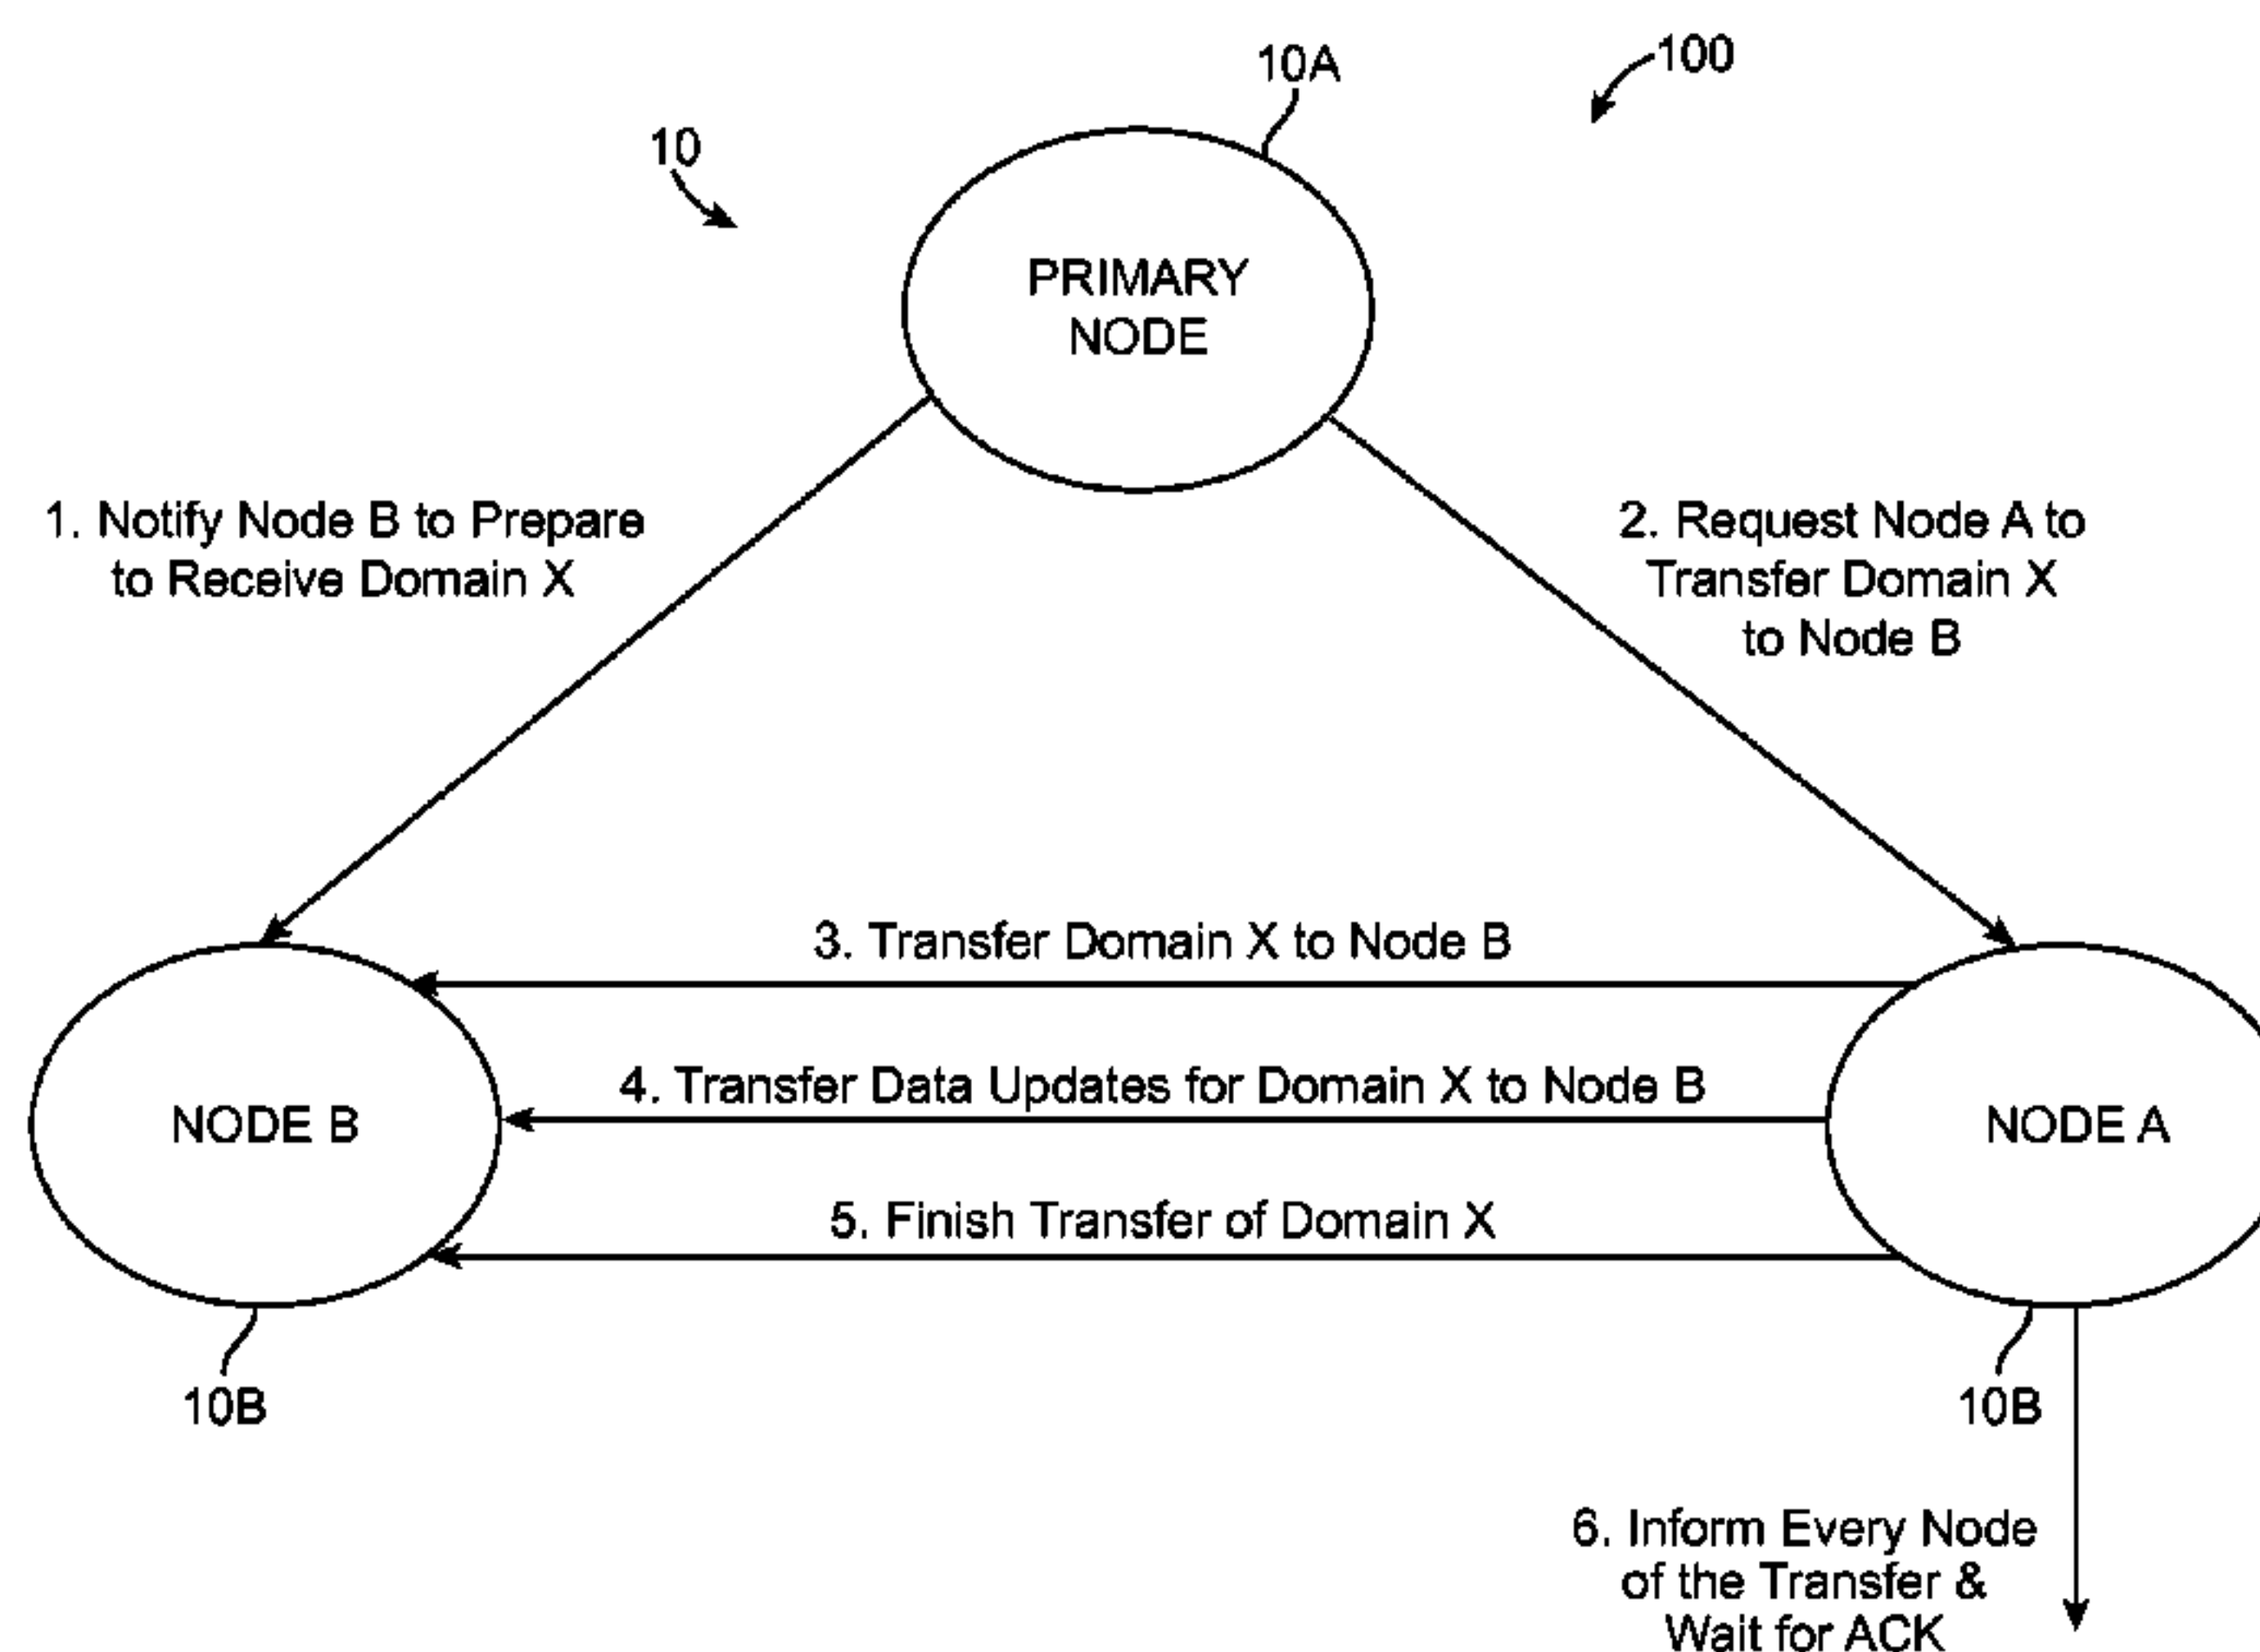 10A
100
10
PRIMARY
NODE
1. Notify Node B to Prepare
to Receive Domain X
2. Request Node A to
Transfer Domain X
to Node B
3. Transfer Domain X to Node B
4. Transfer Data Updates for Domain X to Node B
NODE B
NODE A
5. Finish Transfer of Domain X
10B
10B
6. Inform Every Node
of the Transfer &
Wait for ACK